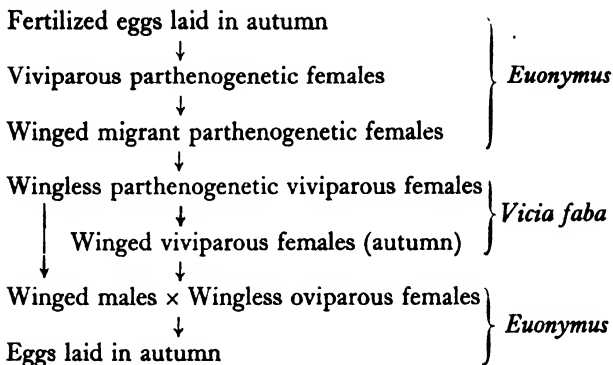 Fertilized eggs laid in autumn
Viviparous parthenogenetic females
Euonymus
Winged migrant parthenogenetic females
Wingless parthenogenetic viviparous females
Vicia faba
Winged viviparous females (autumn)
Winged males × Wingless oviparous females
Euonymus
Eggs laid in autumn